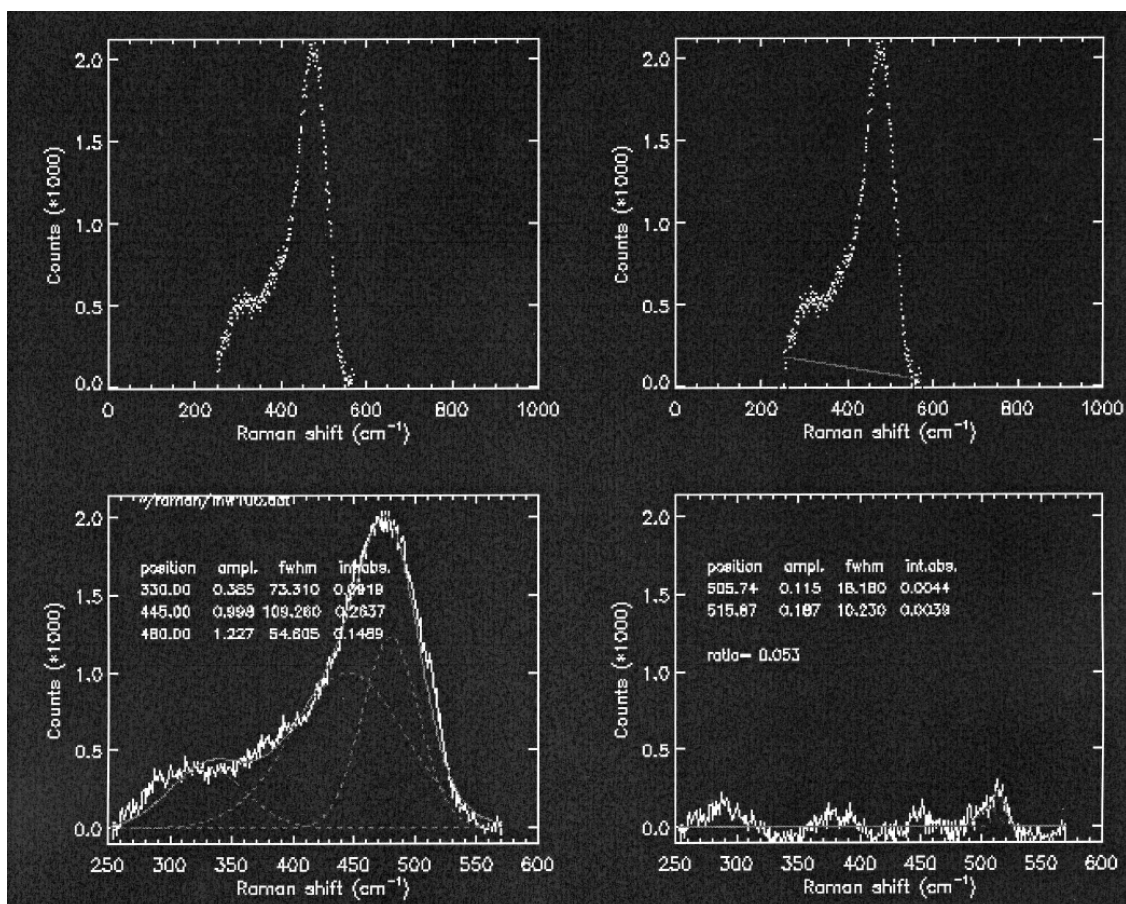 2.0
1.5
1.0
0.5
0.0
Counts (*1000)
0 200 400 600 800 1000
Raman shift (cm⁻¹)
2.0
1.5
1.0
0.5
0.0
Counts (*1000)
0 200 400 600 800 1000
Raman shift (cm⁻¹)
2.0
1.5
1.0
0.5
0.0
Counts (*1000)
position ampl. fwhm int.abs.
330.00 0.385 73.310 0.0919
445.00 0.998 109.260 0.2637
480.00 1.227 54.605 0.1489
250 300 350 400 450 500 550 600
Raman shift (cm⁻¹)
2.0
1.5
1.0
0.5
0.0
Counts (*1000)
position ampl. fwhm int.abs.
505.74 0.115 18.180 0.0044
515.87 0.187 10.230 0.0039
ratio= 0.053
250 300 350 400 450 500 550 600
Raman shift (cm⁻¹)